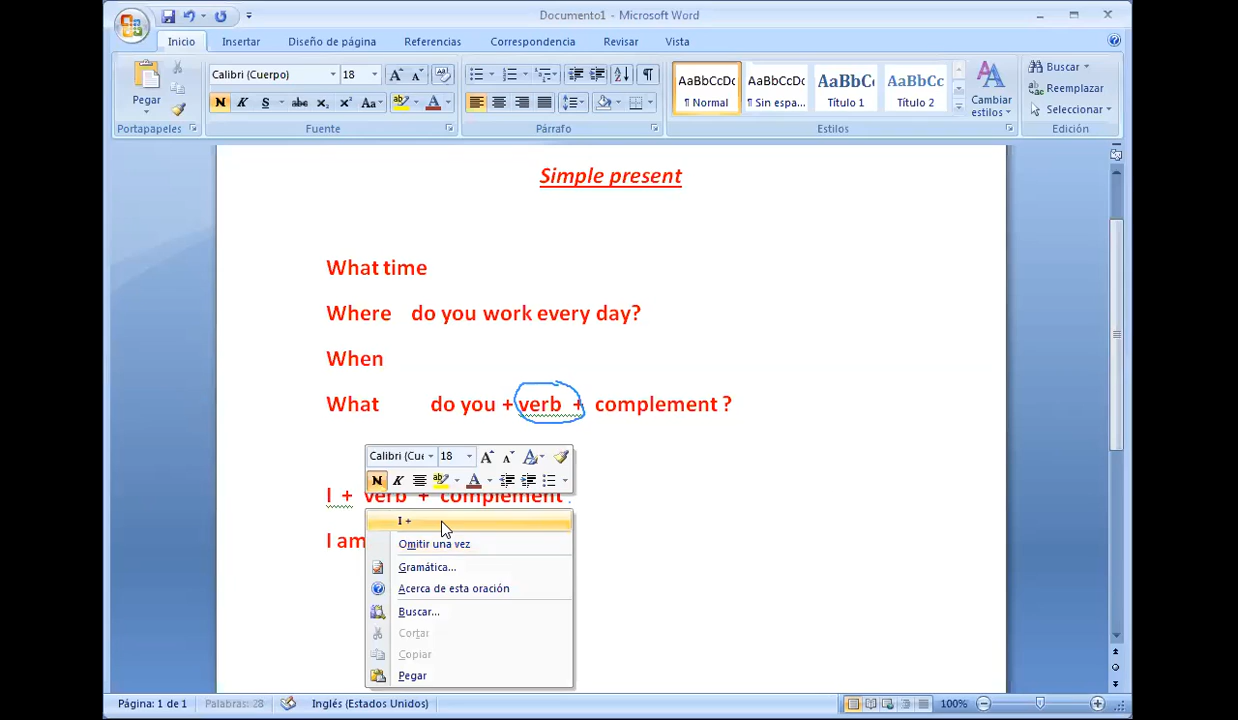 Documento1 - Microsoft Word
Inicio Insertar Diseño de página Referencias Correspondencia Revisar Vista
Pegar
Calibri (Cuerpo) 18
N K S abc x₂ x² Aa
AaBbCcDc AaBbCcDc AaBbC AaBbCc
¶ Normal ¶ Sin espa... Título 1 Título 2
Cambiar estilos
Buscar
Reemplazar
Seleccionar
Portapapeles Fuente Párrafo Estilos Edición
Simple present
What time
Where do you work every day?
When
What do you + verb + complement ?
Calibri (Cue 18
N K
I + verb + complement
I +
I am
Omitir una vez
Gramática...
Acerca de esta oración
Buscar...
Cortar
Copiar
Pegar
Página: 1 de 1 Palabras: 28 Inglés (Estados Unidos) 100%